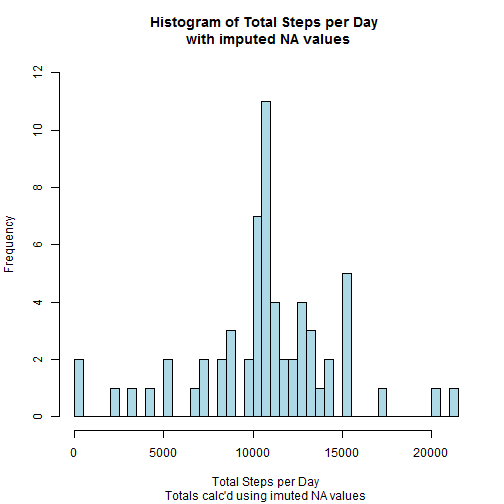 Histogram of Total Steps per Day
with imputed NA values
Frequency
12
10
8
6
4
2
0
0 5000 10000 15000 20000
Total Steps per Day
Totals calc'd using imuted NA values